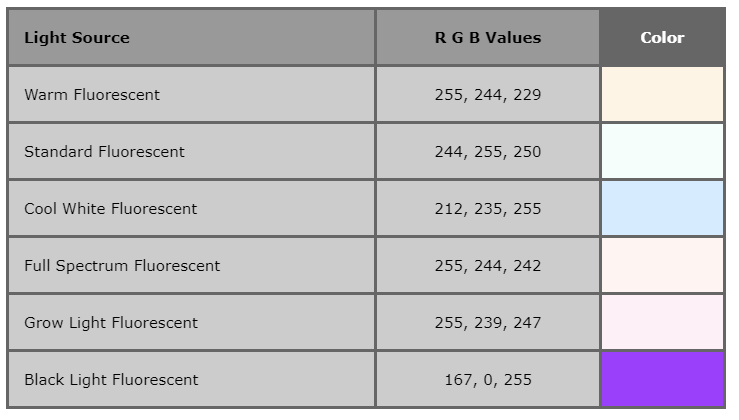 Light Source R G B Values Color
Warm Fluorescent 255, 244, 229
Standard Fluorescent 244, 255, 250
Cool White Fluorescent 212, 235, 255
Full Spectrum Fluorescent 255, 244, 242
Grow Light Fluorescent 255, 239, 247
Black Light Fluorescent 167, 0, 255